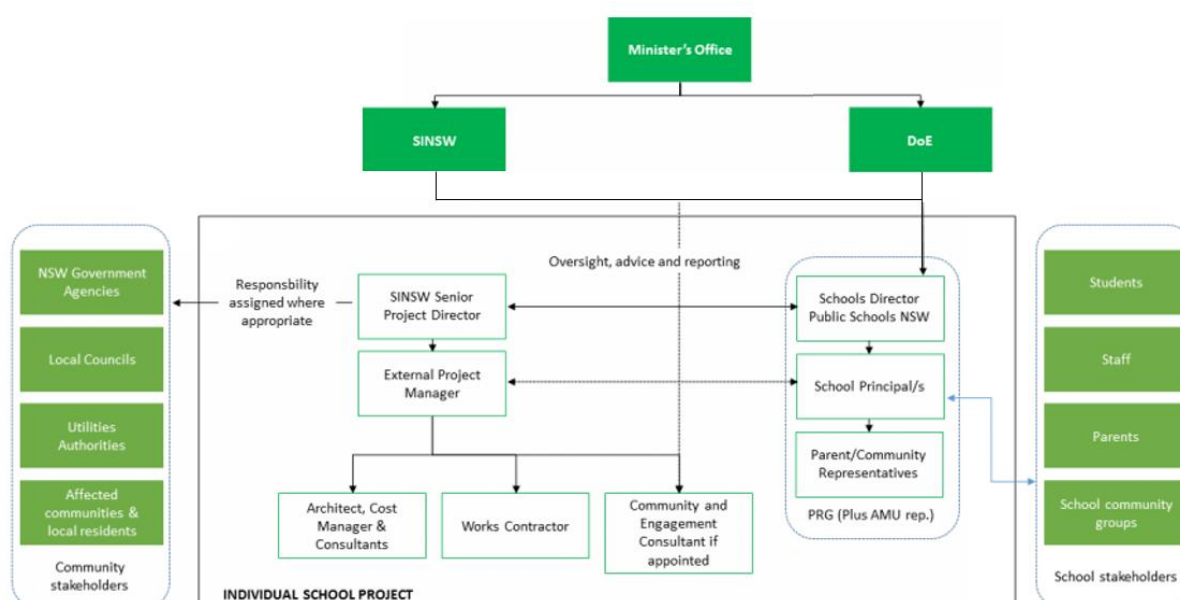 Minister's Office
SINSW
DoE
NSW Government
Agencies
Local Councils
Utilities
Authorities
Affected
communities &
local residents
Community
stakeholders
Responsbility
assigned where
appropriate
Oversight, advice and reporting
SINSW Senior
Project Director
External Project
Manager
Architect, Cost
Manager &
Consultants
Works Contractor
Community and
Engagement
Consultant if
appointed
Schools Director
Public Schools NSW
School Principal/s
Parent/Community
Representatives
PRG (Plus AMU rep.)
Students
Staff
Parents
School community
groups
School stakeholders
INDIVIDUAL SCHOOL PROJECT